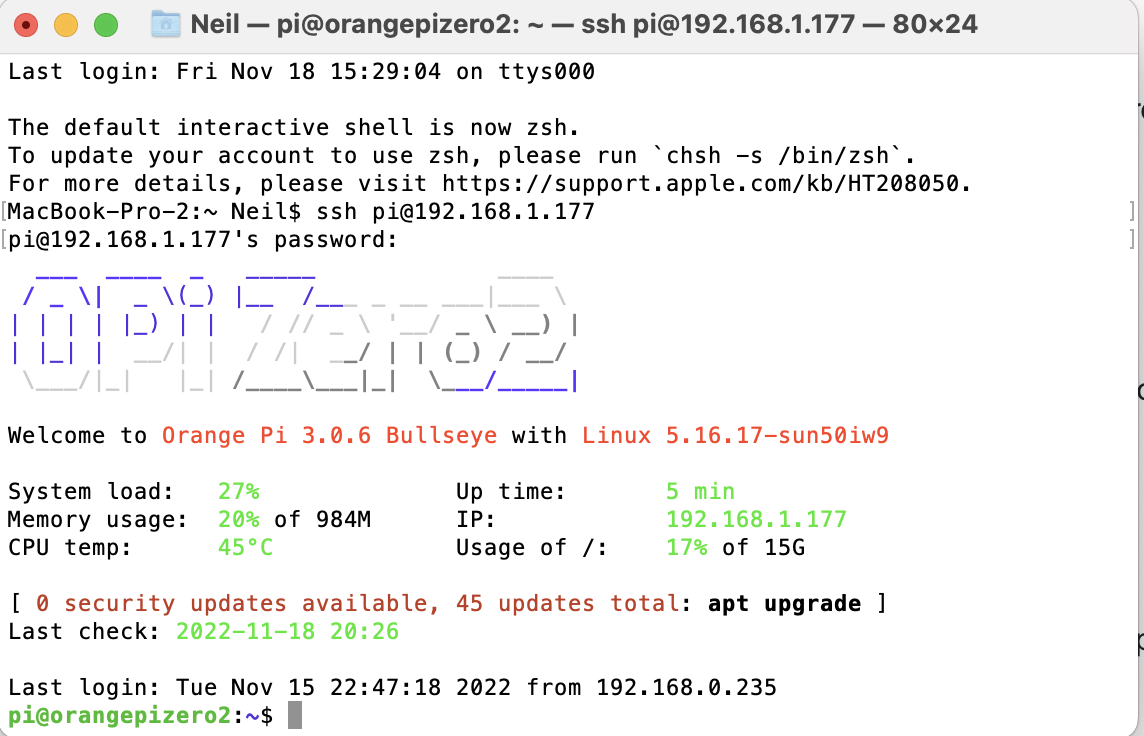 Neil — pi@orangepizero2: ~ — ssh pi@192.168.1.177 — 80×24
Last login: Fri Nov 18 15:29:04 on ttys000
The default interactive shell is now zsh.
To update your account to use zsh, please run `chsh -s /bin/zsh`.
For more details, please visit https://support.apple.com/kb/HT208050.
[MacBook-Pro-2:~ Neil$ ssh pi@192.168.1.177 ]
[pi@192.168.1.177's password: ]
OPi Zero2
Welcome to Orange Pi 3.0.6 Bullseye with Linux 5.16.17-sun50iw9
System load: 27% Up time: 5 min
Memory usage: 20% of 984M IP: 192.168.1.177
CPU temp: 45°C Usage of /: 17% of 15G
[ 0 security updates available, 45 updates total: apt upgrade ]
Last check: 2022-11-18 20:26
Last login: Tue Nov 15 22:47:18 2022 from 192.168.0.235
pi@orangepizero2:~$